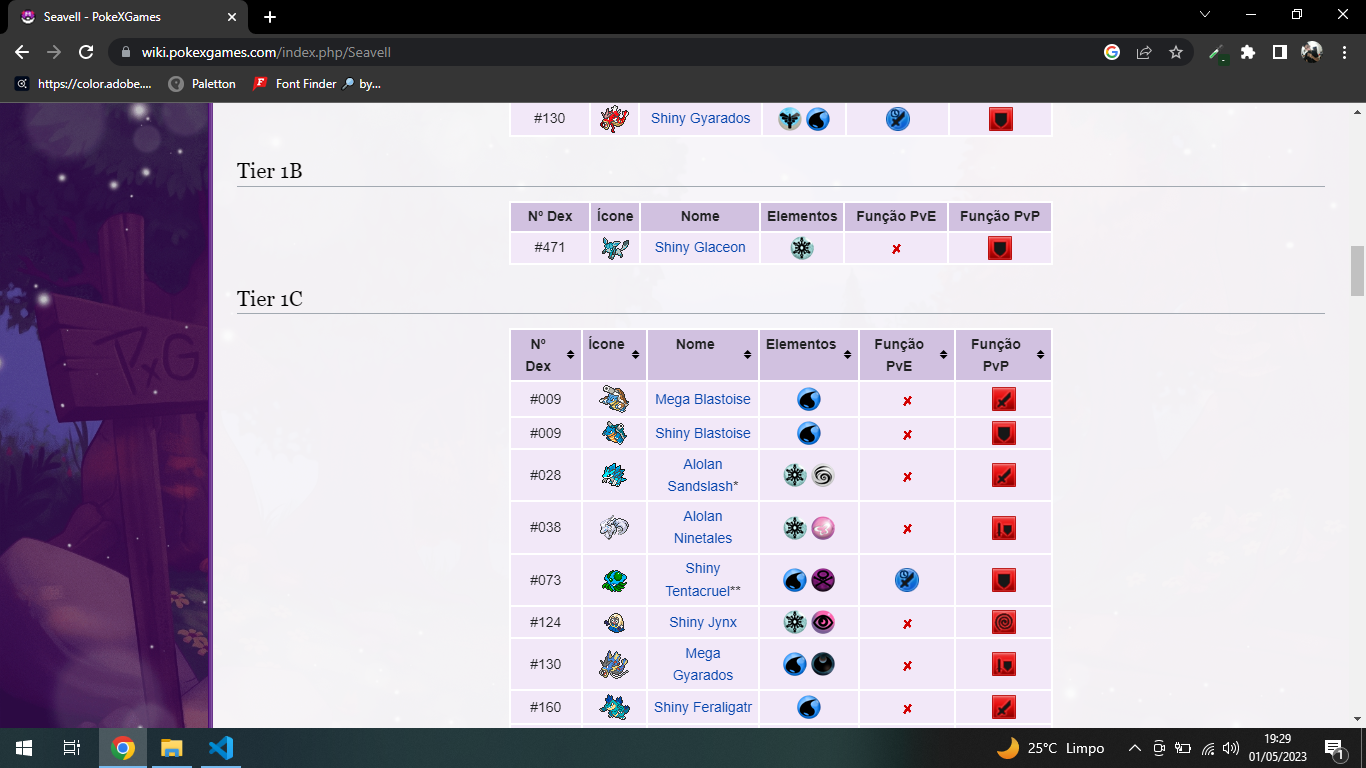 Seavell - PokeXGames
wiki.pokexgames.com/index.php/Seavell
https://color.adobe.... Paletton Font Finder 🔎 by...
#130 Shiny Gyarados
Tier 1B
Nº Dex Ícone Nome Elementos Função PvE Função PvP
#471 Shiny Glaceon
Tier 1C
Nº Ícone Nome Elementos Função Função
Dex PvE PvP
#009 Mega Blastoise
#009 Shiny Blastoise
#028 Alolan
Sandslash*
#038 Alolan
Ninetales
#073 Shiny
Tentacruel**
#124 Shiny Jynx
#130 Mega
Gyarados
#160 Shiny Feraligatr
PxG
25°C Limpo
19:29
01/05/2023
1